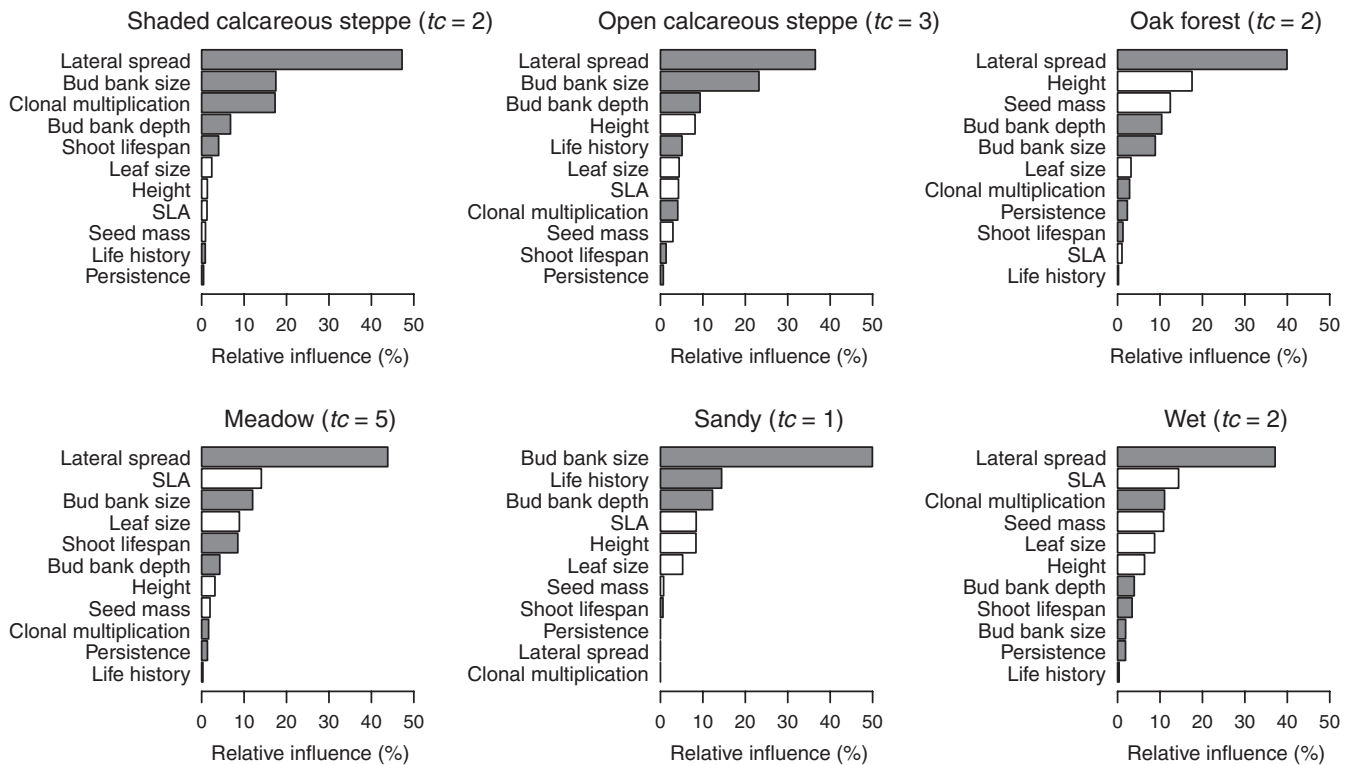 Shaded calcareous steppe (tc = 2)
Lateral spread
Bud bank size
Clonal multiplication
Bud bank depth
Shoot lifespan
Leaf size
Height
SLA
Seed mass
Life history
Persistence
0 10 20 30 40 50
Relative influence (%)
Open calcareous steppe (tc = 3)
Lateral spread
Bud bank size
Bud bank depth
Height
Life history
Leaf size
SLA
Clonal multiplication
Seed mass
Shoot lifespan
Persistence
0 10 20 30 40 50
Relative influence (%)
Oak forest (tc = 2)
Lateral spread
Height
Seed mass
Bud bank depth
Bud bank size
Leaf size
Clonal multiplication
Persistence
Shoot lifespan
SLA
Life history
0 10 20 30 40 50
Relative influence (%)
Meadow (tc = 5)
Lateral spread
SLA
Bud bank size
Leaf size
Shoot lifespan
Bud bank depth
Height
Seed mass
Clonal multiplication
Persistence
Life history
0 10 20 30 40 50
Relative influence (%)
Sandy (tc = 1)
Bud bank size
Life history
Bud bank depth
SLA
Height
Leaf size
Seed mass
Shoot lifespan
Persistence
Lateral spread
Clonal multiplication
0 10 20 30 40 50
Relative influence (%)
Wet (tc = 2)
Lateral spread
SLA
Clonal multiplication
Seed mass
Leaf size
Height
Bud bank depth
Shoot lifespan
Bud bank size
Persistence
Life history
0 10 20 30 40 50
Relative influence (%)